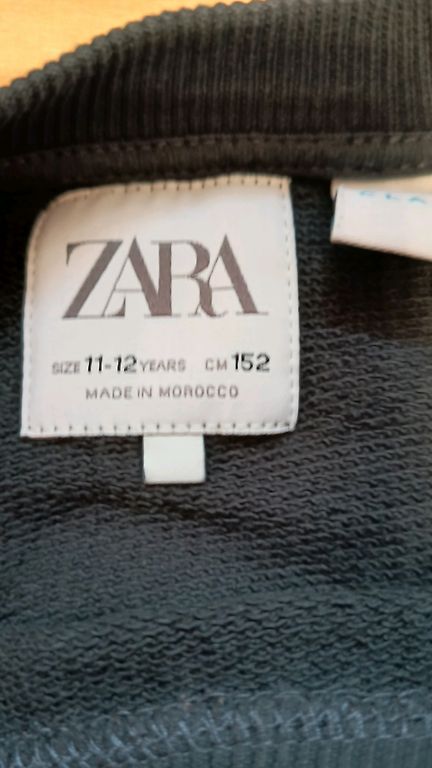 ZARA
SIZE 11-12 YEARS CM 152
MADE IN MOROCCO